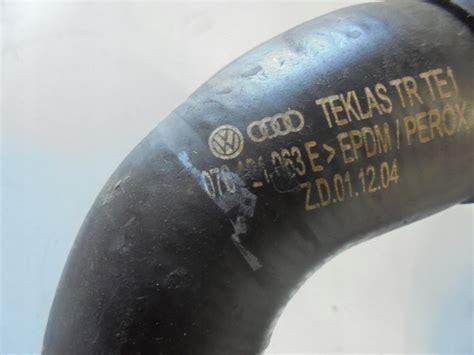 TEKLAS TR TE1
063 E> EPDM / PEROX
Z.D.01.12.04